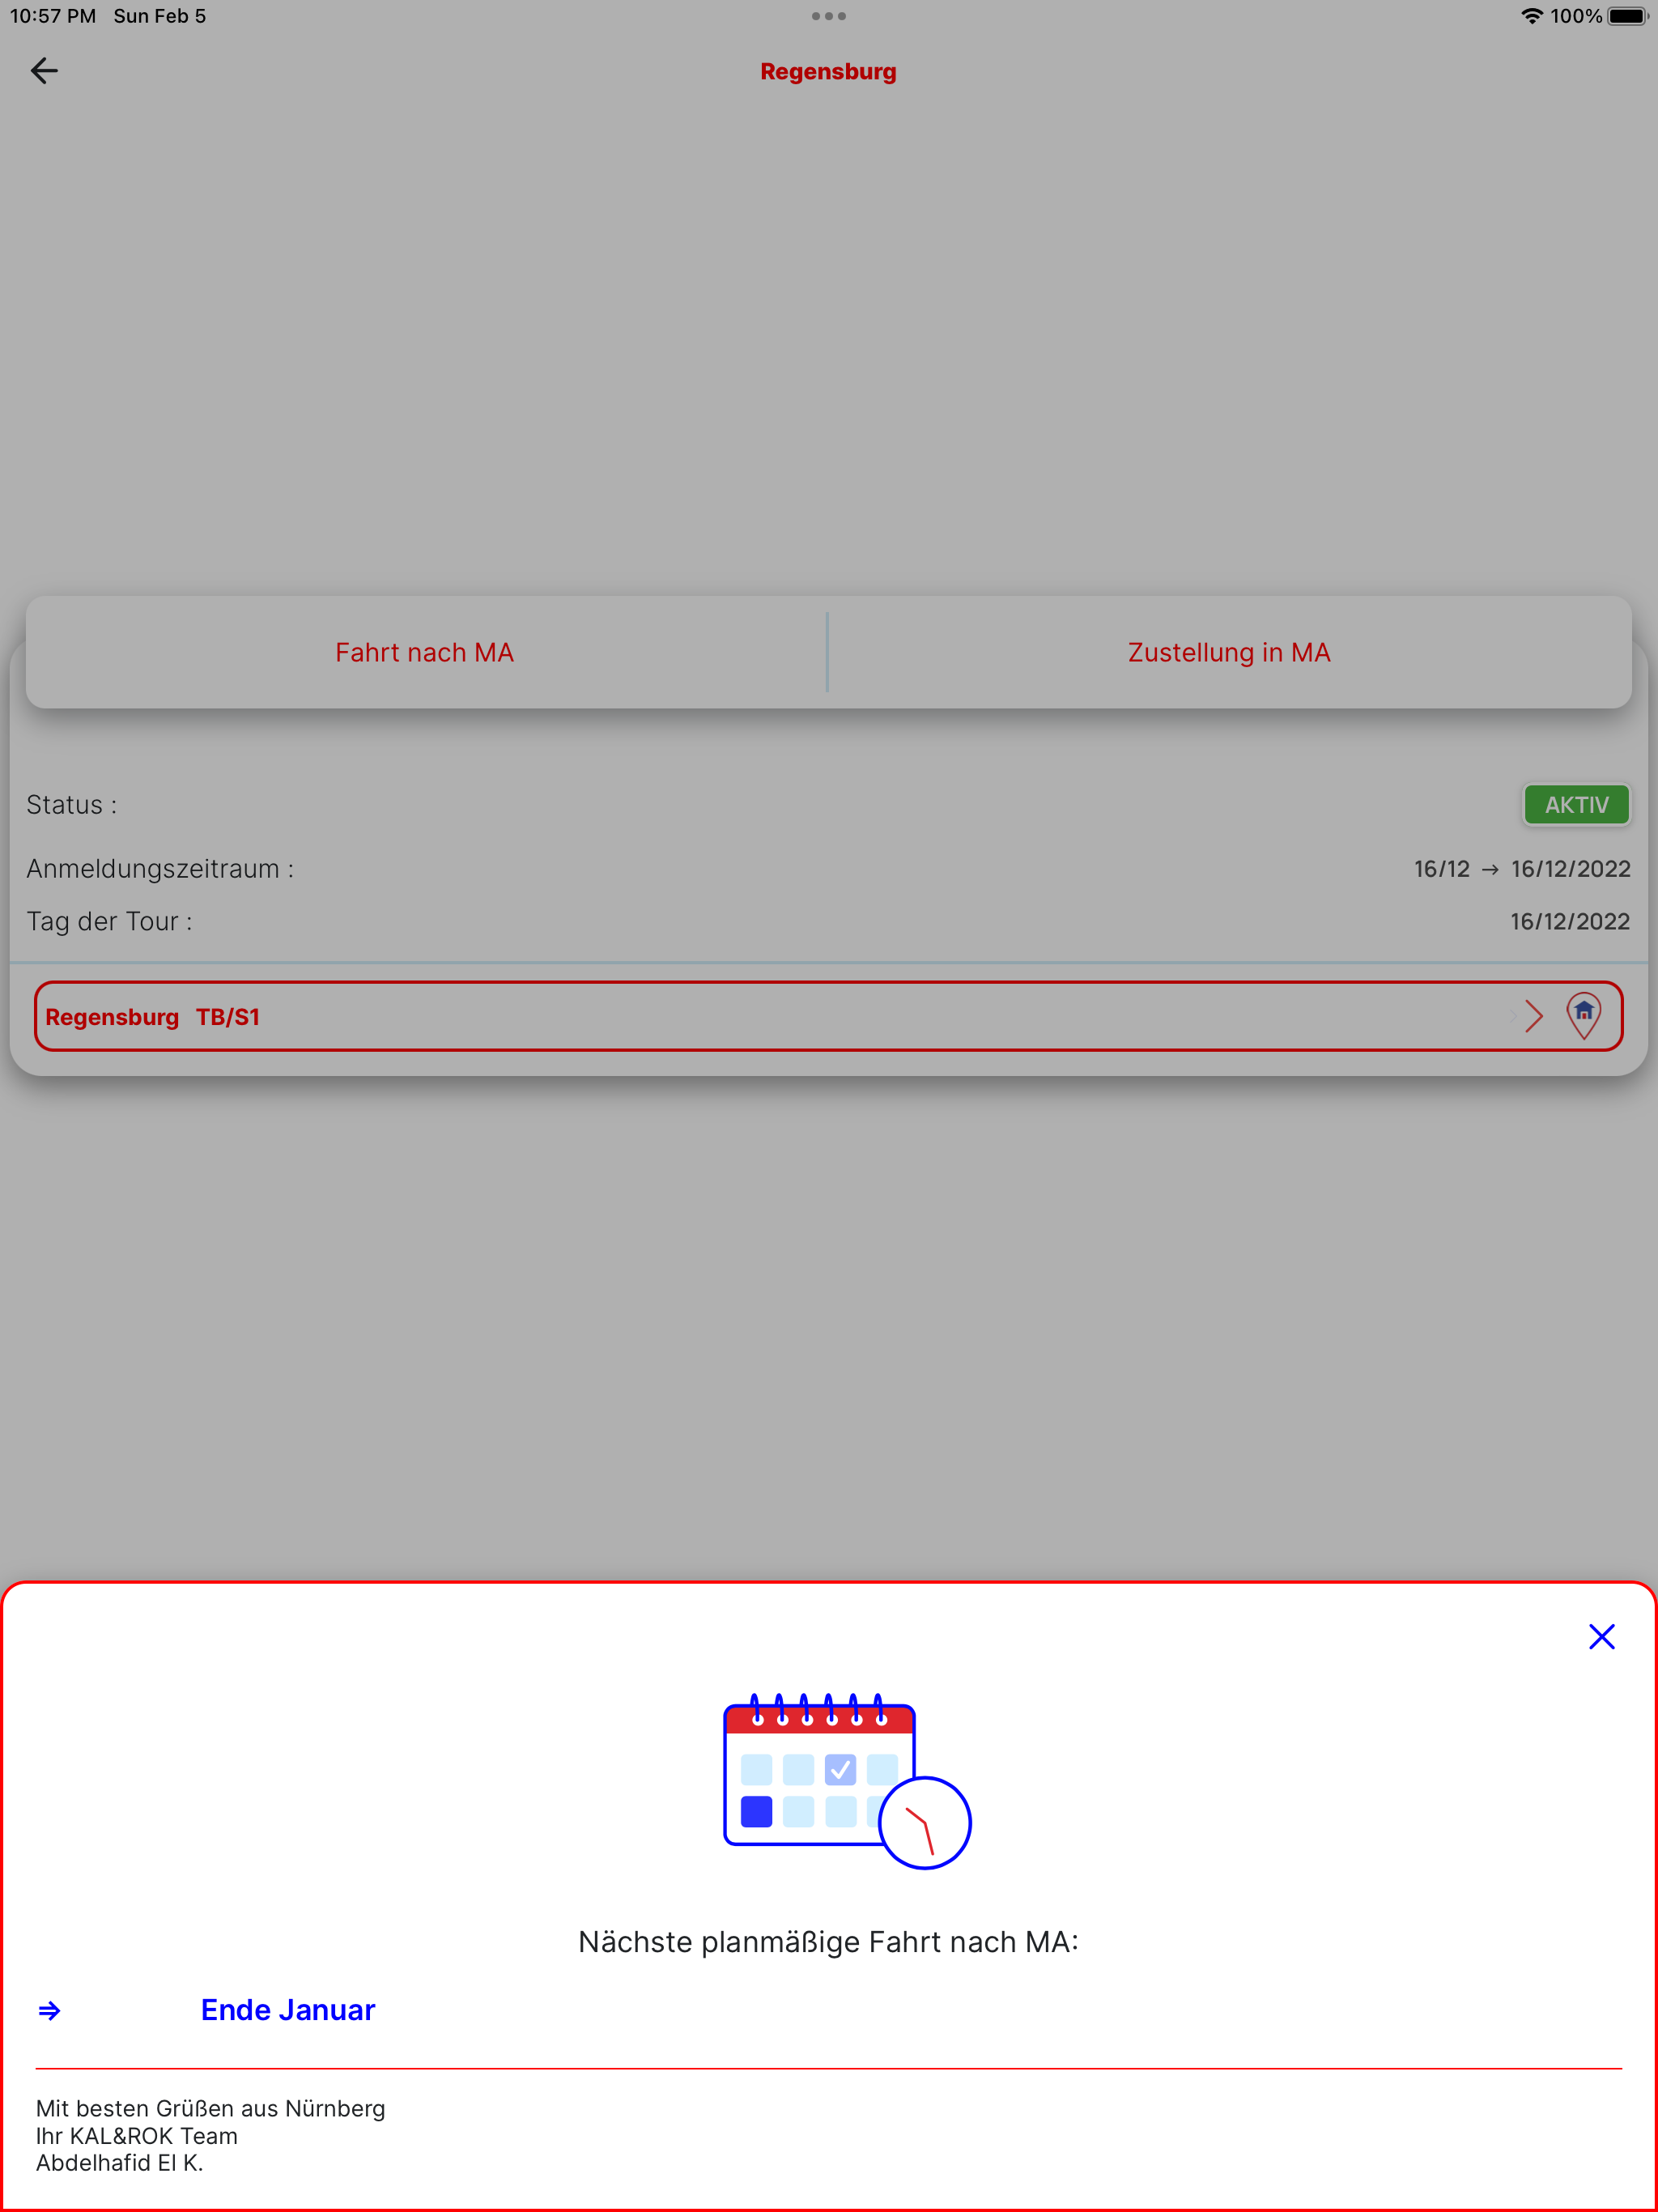 10:57 PM Sun Feb 5 100%
Regensburg
Fahrt nach MA Zustellung in MA
Status : AKTIV
Anmeldungszeitraum : 16/12 → 16/12/2022
Tag der Tour : 16/12/2022
Regensburg TB/S1
Nächste planmäßige Fahrt nach MA:
⇒ Ende Januar
Mit besten Grüßen aus Nürnberg
Ihr KAL&ROK Team
Abdelhafid El K.